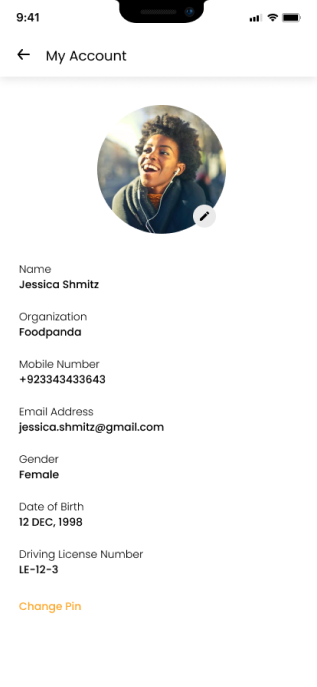 9:41
My Account
Name
Jessica Shmitz
Organization
Foodpanda
Mobile Number
+923343433643
Email Address
jessica.shmitz@gmail.com
Gender
Female
Date of Birth
12 DEC, 1998
Driving License Number
LE-12-3
Change Pin